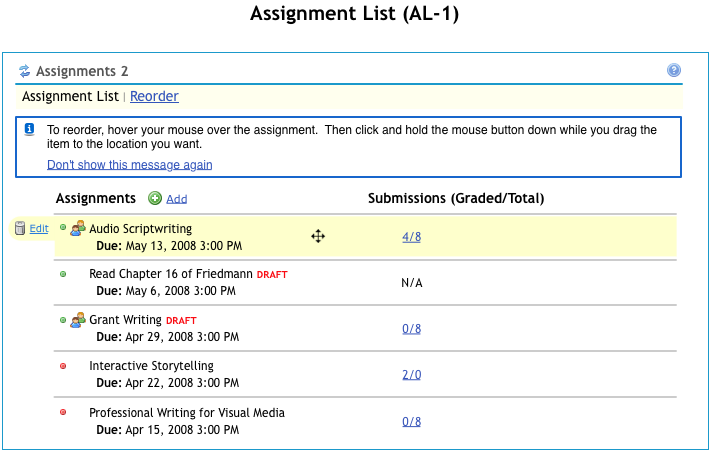 Assignment List (AL-1)
Assignments 2
?
Assignment List | Reorder
i
To reorder, hover your mouse over the assignment. Then click and hold the mouse button down while you drag the
item to the location you want.
Don't show this message again
Assignments Add Submissions (Graded/Total)
Edit Audio Scriptwriting 4/8
Due: May 13, 2008 3:00 PM
Read Chapter 16 of Friedmann DRAFT N/A
Due: May 6, 2008 3:00 PM
Grant Writing DRAFT 0/8
Due: Apr 29, 2008 3:00 PM
Interactive Storytelling 2/0
Due: Apr 22, 2008 3:00 PM
Professional Writing for Visual Media 0/8
Due: Apr 15, 2008 3:00 PM